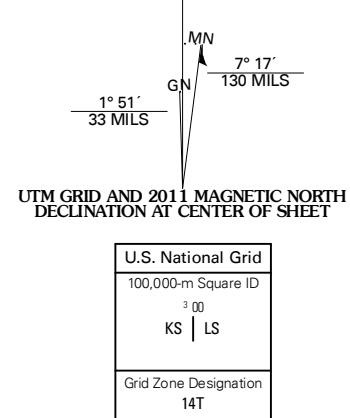 MN
GN
7° 17´
130 MILS
1° 51´
33 MILS
UTM GRID AND 2011 MAGNETIC NORTH
DECLINATION AT CENTER OF SHEET
U.S. National Grid
100,000-m Square ID
3 00
KS LS
Grid Zone Designation
14T